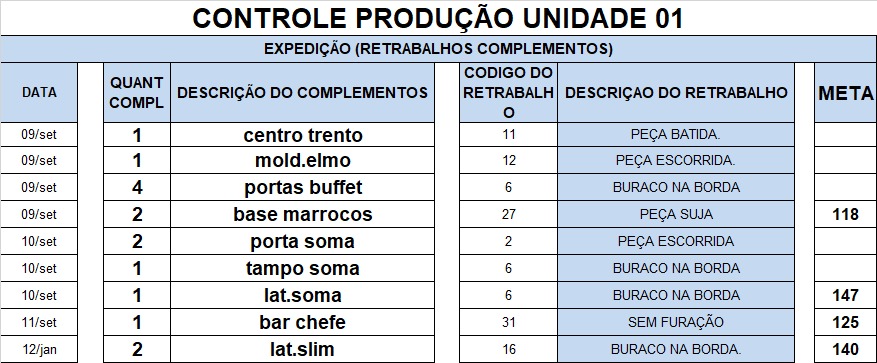 CONTROLE PRODUÇÃO UNIDADE 01
EXPEDIÇÃO (RETRABALHOS COMPLEMENTOS)
DATA QUANT COMPL DESCRIÇÃO DO COMPLEMENTOS CODIGO DO RETRABALHO DESCRIÇAO DO RETRABALHO META
09/set 1 centro trento 11 PEÇA BATIDA.
09/set 1 mold.elmo 12 PEÇA ESCORRIDA.
09/set 4 portas buffet 6 BURACO NA BORDA
09/set 2 base marrocos 27 PEÇA SUJA 118
10/set 2 porta soma 2 PEÇA ESCORRIDA
10/set 1 tampo soma 6 BURACO NA BORDA
10/set 1 lat.soma 6 BURACO NA BORDA 147
11/set 1 bar chefe 31 SEM FURAÇÃO 125
12/jan 2 lat.slim 16 BURACO NA BORDA. 140